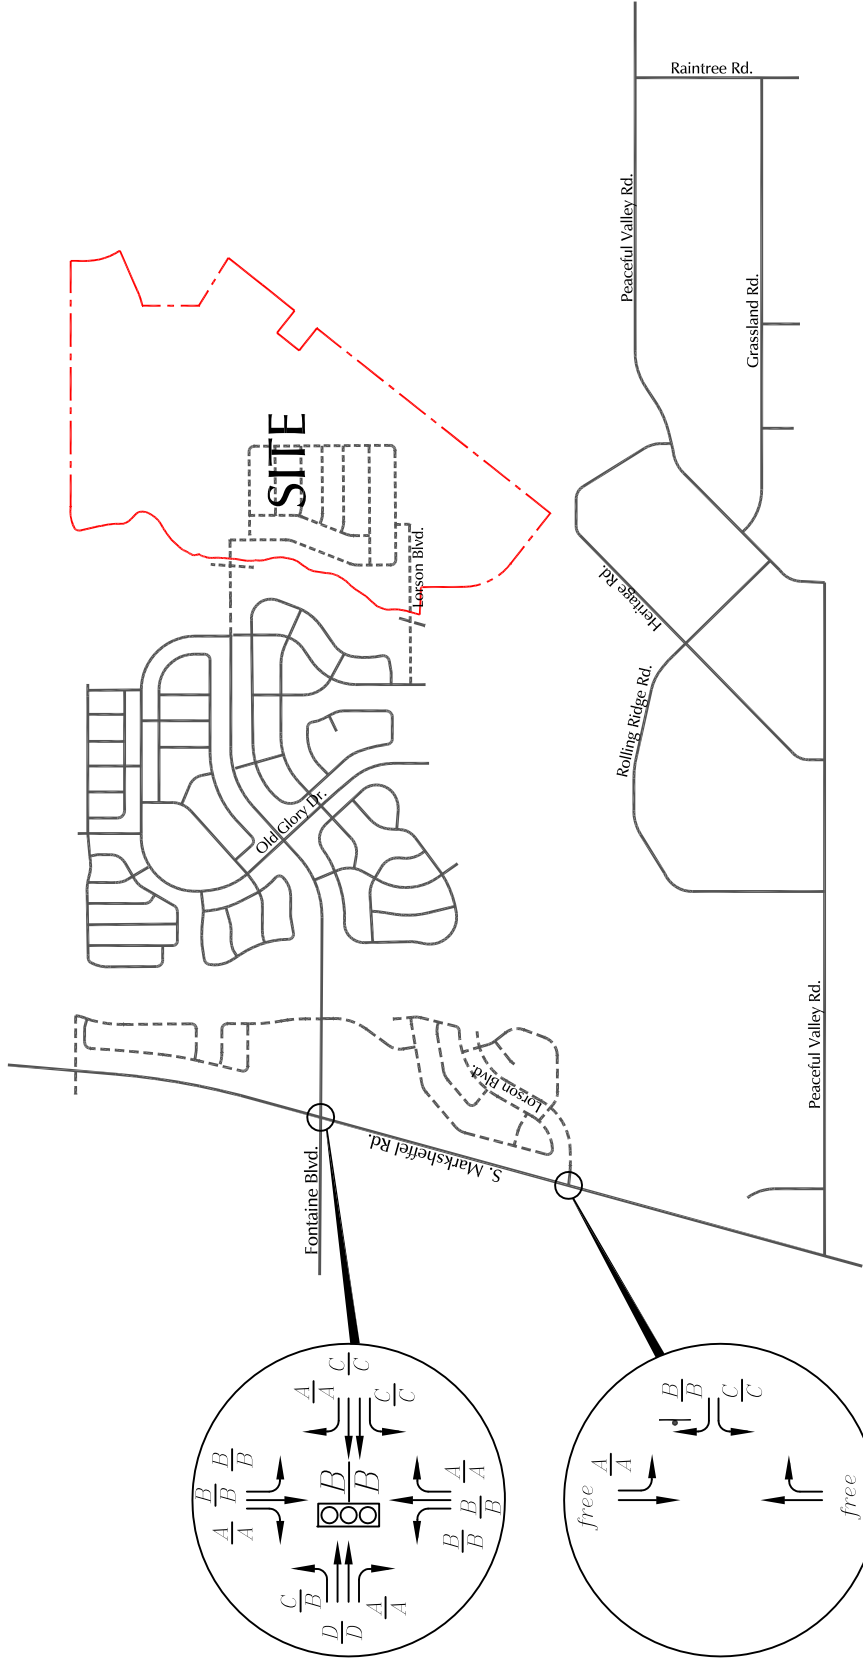 Raintree Rd.
Peaceful Valley Rd.
Grassland Rd.
SITE
Lorson Blvd.
Heritage Rd.
Rolling Ridge Rd.
Old Glory Dr.
Peaceful Valley Rd.
Lorson Blvd.
S. Marksheffel Rd.
Fontaine Blvd.
C/C
A/A
C/C
B/B
B/B
A/A
B/B
A/A
B/B
B/B
C/B
D/D
A/A
B/B
C/C
A/A
free
free